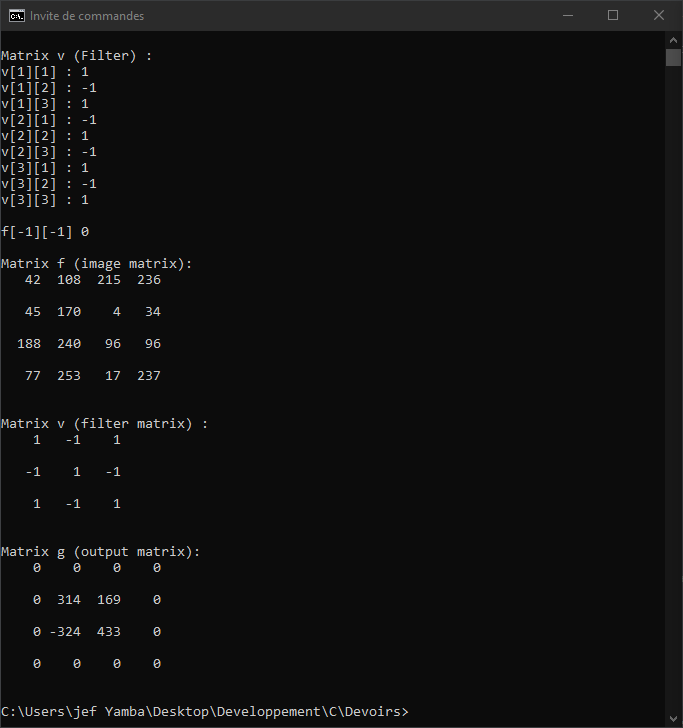 Invite de commandes
Matrix v (Filter) :
v[1][1] : 1
v[1][2] : -1
v[1][3] : 1
v[2][1] : -1
v[2][2] : 1
v[2][3] : -1
v[3][1] : 1
v[3][2] : -1
v[3][3] : 1
f[-1][-1] 0
Matrix f (image matrix):
42 108 215 236
45 170 4 34
188 240 96 96
77 253 17 237
Matrix v (filter matrix) :
1 -1 1
-1 1 -1
1 -1 1
Matrix g (output matrix):
0 0 0 0
0 314 169 0
0 -324 433 0
0 0 0 0
C:\Users\jef Yamba\Desktop\Developpement\C\Devoirs>